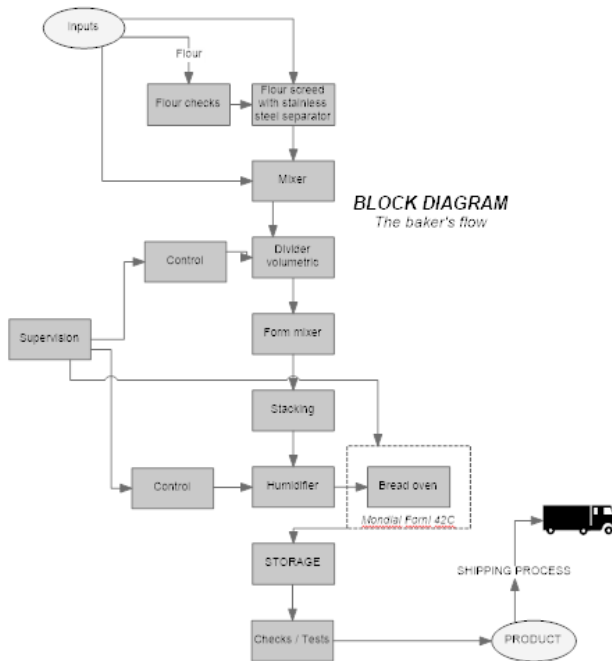 Inputs
Flour
Flour checks
Flour screed
with stainless
steel separator
Mixer
BLOCK DIAGRAM
The baker's flow
Control
Divider
volumetric
Supervision
Form mixer
Stacking
Control
Humidifier
Bread oven
Mondial Forni 42C
STORAGE
SHIPPING PROCESS
Checks / Tests
PRODUCT